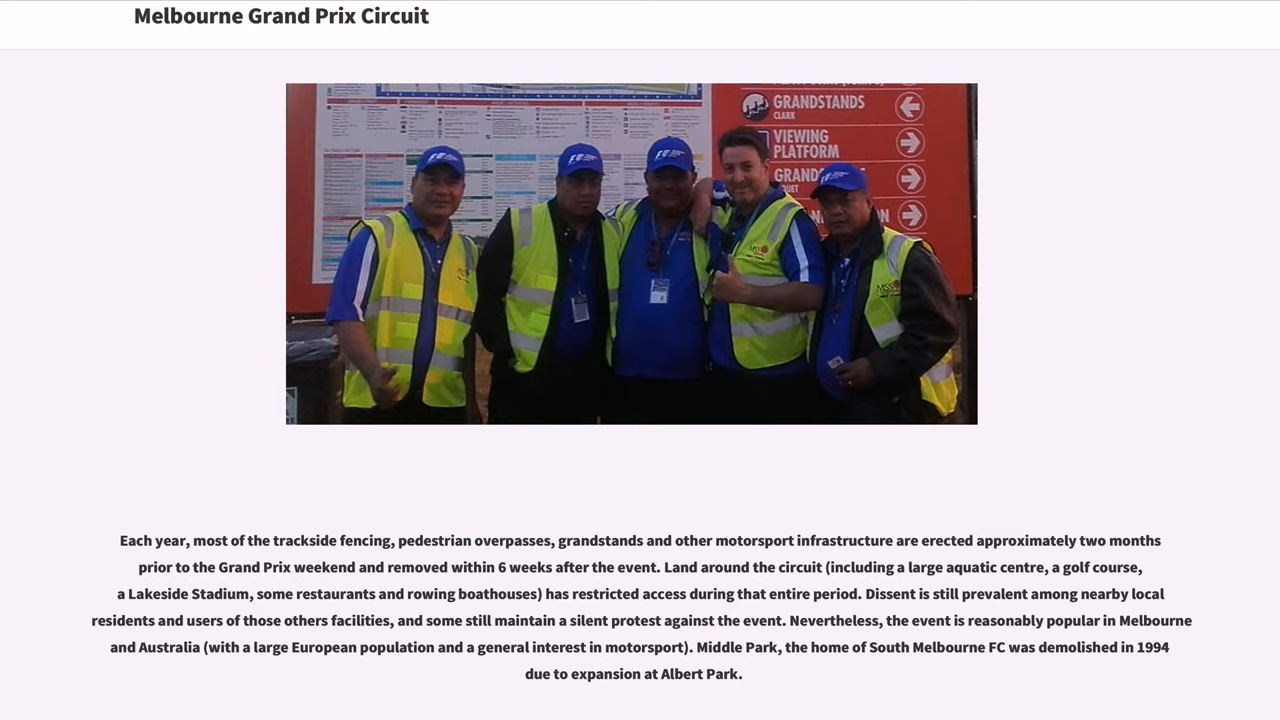 Melbourne Grand Prix Circuit
GRANDSTANDS
CLARK
VIEWING
PLATFORM
Each year, most of the trackside fencing, pedestrian overpasses, grandstands and other motorsport infrastructure are erected approximately two months
prior to the Grand Prix weekend and removed within 6 weeks after the event. Land around the circuit (including a large aquatic centre, a golf course,
a Lakeside Stadium, some restaurants and rowing boathouses) has restricted access during that entire period. Dissent is still prevalent among nearby local
residents and users of those others facilities, and some still maintain a silent protest against the event. Nevertheless, the event is reasonably popular in Melbourne
and Australia (with a large European population and a general interest in motorsport). Middle Park, the home of South Melbourne FC was demolished in 1994
due to expansion at Albert Park.